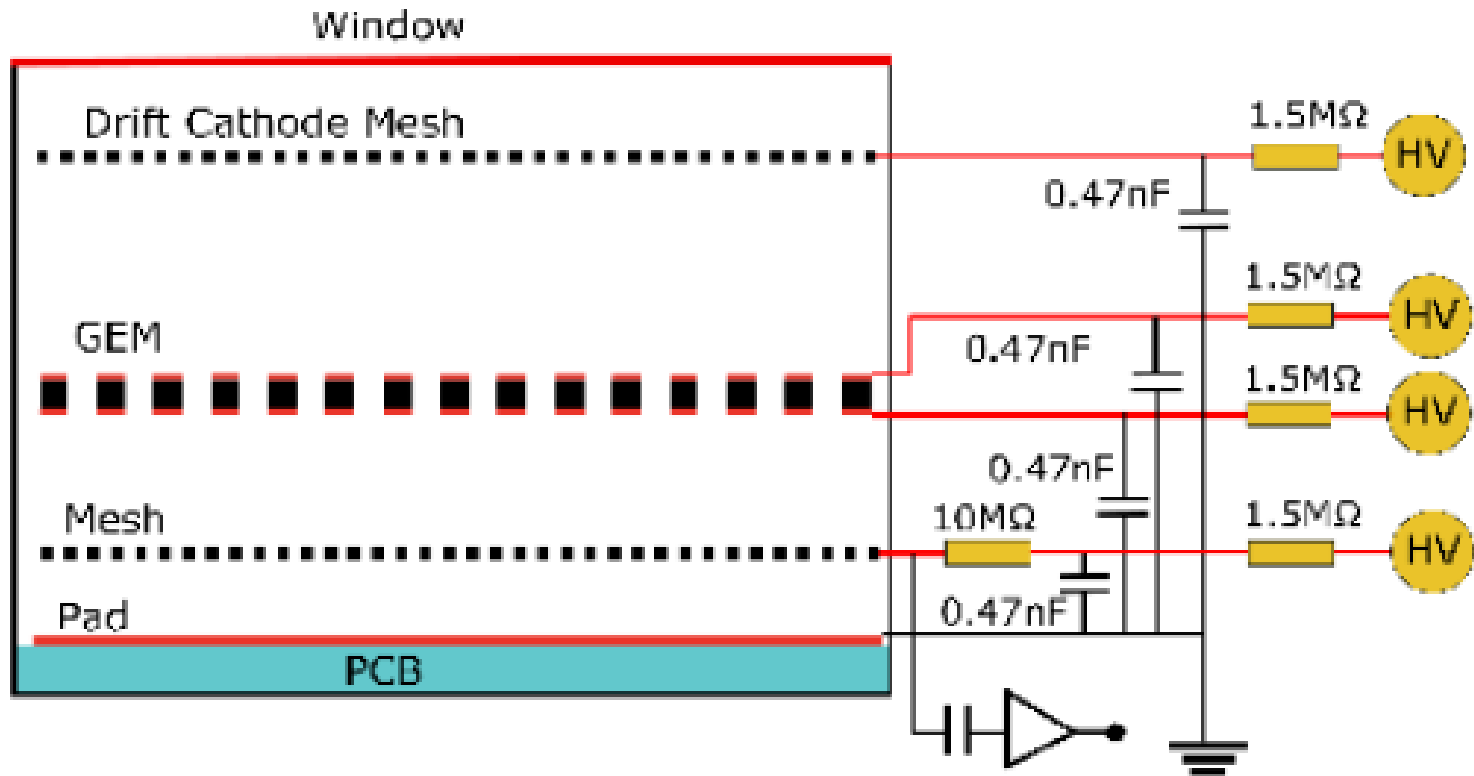 Window
Drift Cathode Mesh
1.5MΩ
HV
0.47nF
1.5MΩ
HV
GEM
0.47nF
1.5MΩ
HV
0.47nF
Mesh
10MΩ
1.5MΩ
HV
Pad
0.47nF
PCB